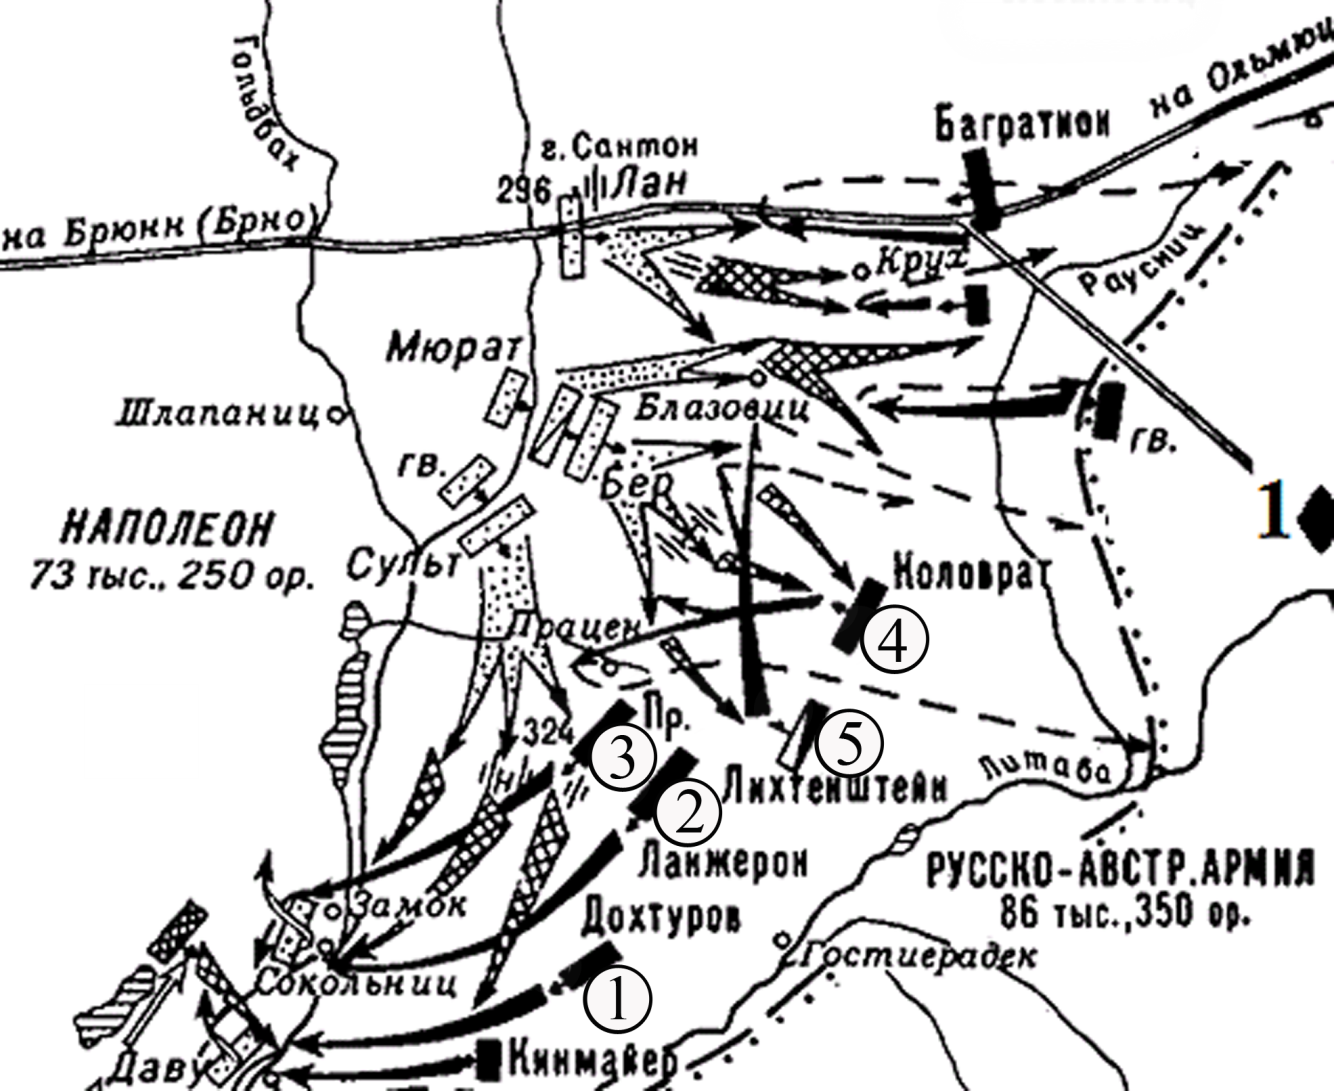 Гольдбах
на Ольмюц
Багратион
г. Сантон
296
Лан
на Брюнн (Брно)
Крух
Раусниц
Мюрат
Шлапаниц
Блазовиц
гв.
гв.
Бер
1
НАПОЛЕОН
73 тыс., 250 ор.
Сульт
Коловрат
Працен
4
324
Пр.
3
5
Литава
2
Лихтенштейн
Ланжерон
РУССКО-АВСТР. АРМИЯ
86 тыс., 350 ор.
Замок
Дохтуров
Гостиерадек
Сокольниц
1
Даву
Кинмайер